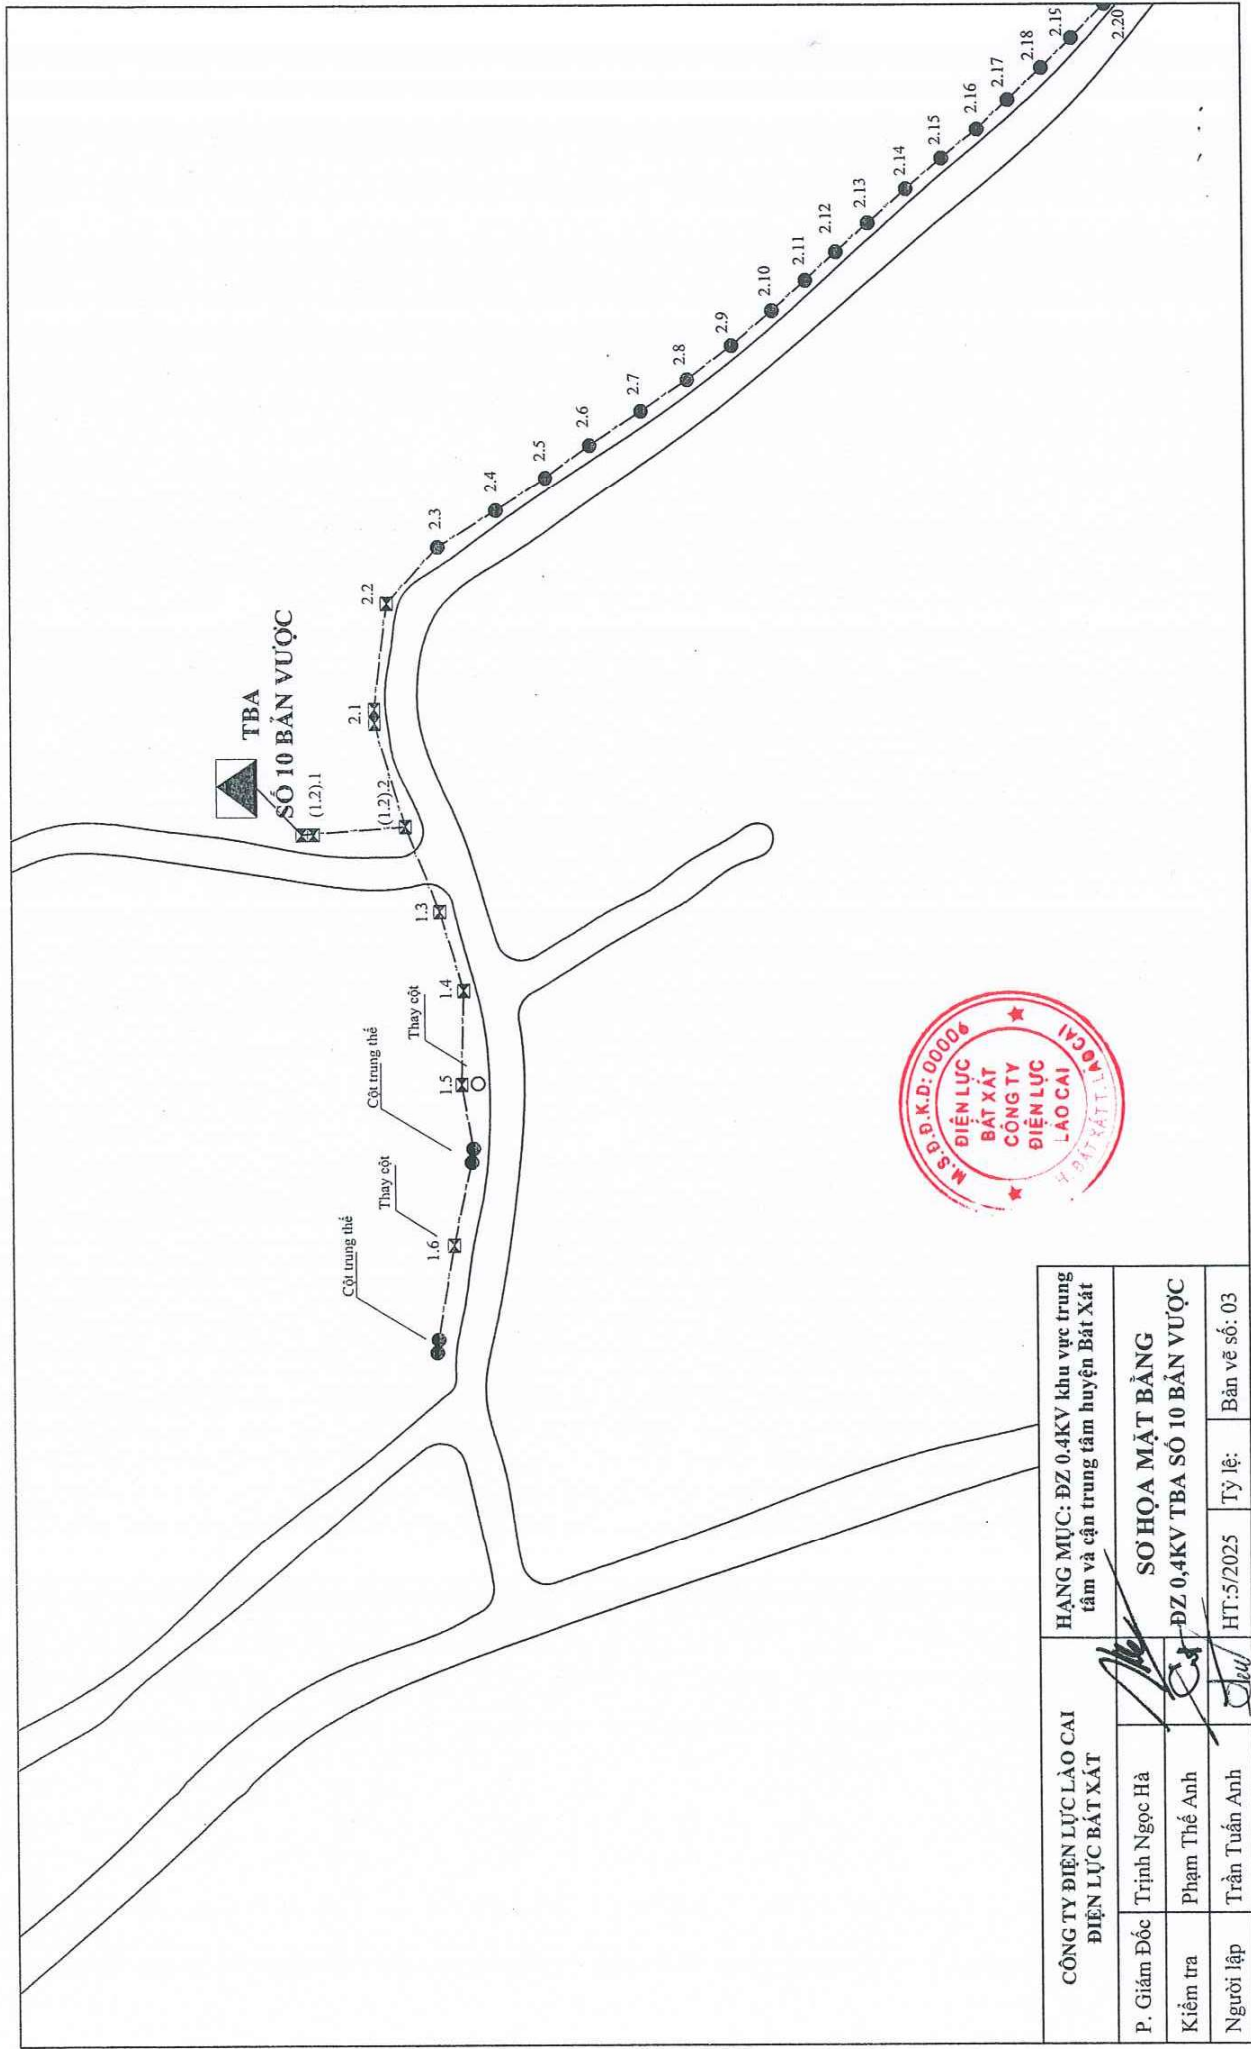 TBA
SỐ 10 BẢN VƯỢC
(1.2).1
(1.2).2
2.1
2.2
2.3
2.4
2.5
2.6
2.7
2.8
2.9
2.10
2.11
2.12
2.13
2.14
2.15
2.16
2.17
2.18
2.19
2.20
1.3
1.4
Thay cột
1.5
Cột trung thế
Thay cột
1.6
Cột trung thế
M.S.Đ.Đ.K.D: 00006
ĐIỆN LỰC
BÁT XÁT
CÔNG TY
ĐIỆN LỰC
LÀO CAI
H. BÁT XÁT T. LÀO CAI
CÔNG TY ĐIỆN LỰC LÀO CAI
ĐIỆN LỰC BÁT XÁT
HẠNG MỤC: ĐZ 0.4KV khu vực trung
tâm và cận trung tâm huyện Bát Xát
P. Giám Đốc Trịnh Ngọc Hà
Kiểm tra Phạm Thế Anh
Người lập Trần Tuấn Anh
SƠ HỌA MẶT BẰNG
ĐZ 0,4KV TBA SỐ 10 BẢN VƯỢC
HT:5/2025 Tỷ lệ: Bản vẽ số: 03